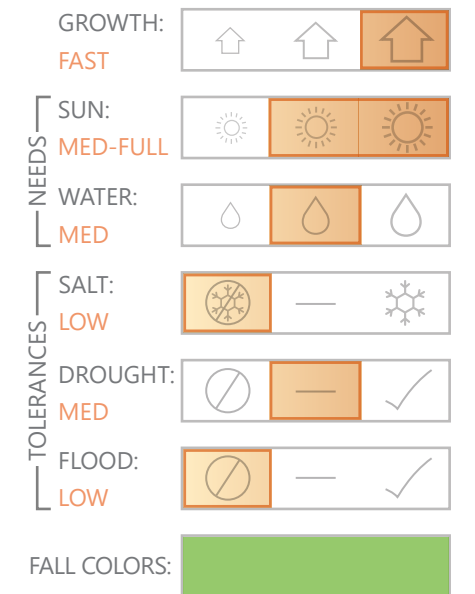 GROWTH:
FAST
NEEDS
SUN:
MED-FULL
WATER:
MED
TOLERANCES
SALT:
LOW
DROUGHT:
MED
FLOOD:
LOW
FALL COLORS: